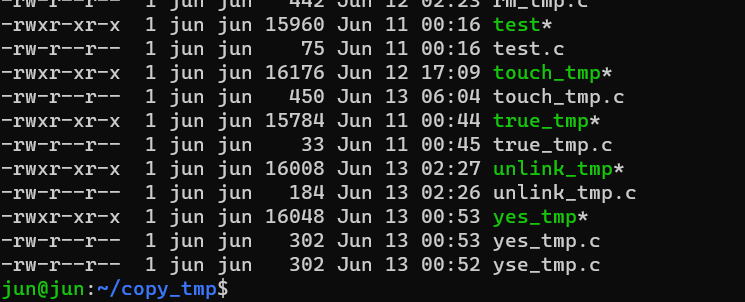 -rw-r--r-- 1 jun jun 442 Jun 12 02:23 rm_tmp.c
-rwxr-xr-x 1 jun jun 15960 Jun 11 00:16 test*
-rw-r--r-- 1 jun jun 75 Jun 11 00:16 test.c
-rwxr-xr-x 1 jun jun 16176 Jun 12 17:09 touch_tmp*
-rw-r--r-- 1 jun jun 450 Jun 13 06:04 touch_tmp.c
-rwxr-xr-x 1 jun jun 15784 Jun 11 00:44 true_tmp*
-rw-r--r-- 1 jun jun 33 Jun 11 00:45 true_tmp.c
-rwxr-xr-x 1 jun jun 16008 Jun 13 02:27 unlink_tmp*
-rw-r--r-- 1 jun jun 184 Jun 13 02:26 unlink_tmp.c
-rwxr-xr-x 1 jun jun 16048 Jun 13 00:53 yes_tmp*
-rw-r--r-- 1 jun jun 302 Jun 13 00:53 yes_tmp.c
-rw-r--r-- 1 jun jun 302 Jun 13 00:52 yse_tmp.c
jun@jun:~/copy_tmp$